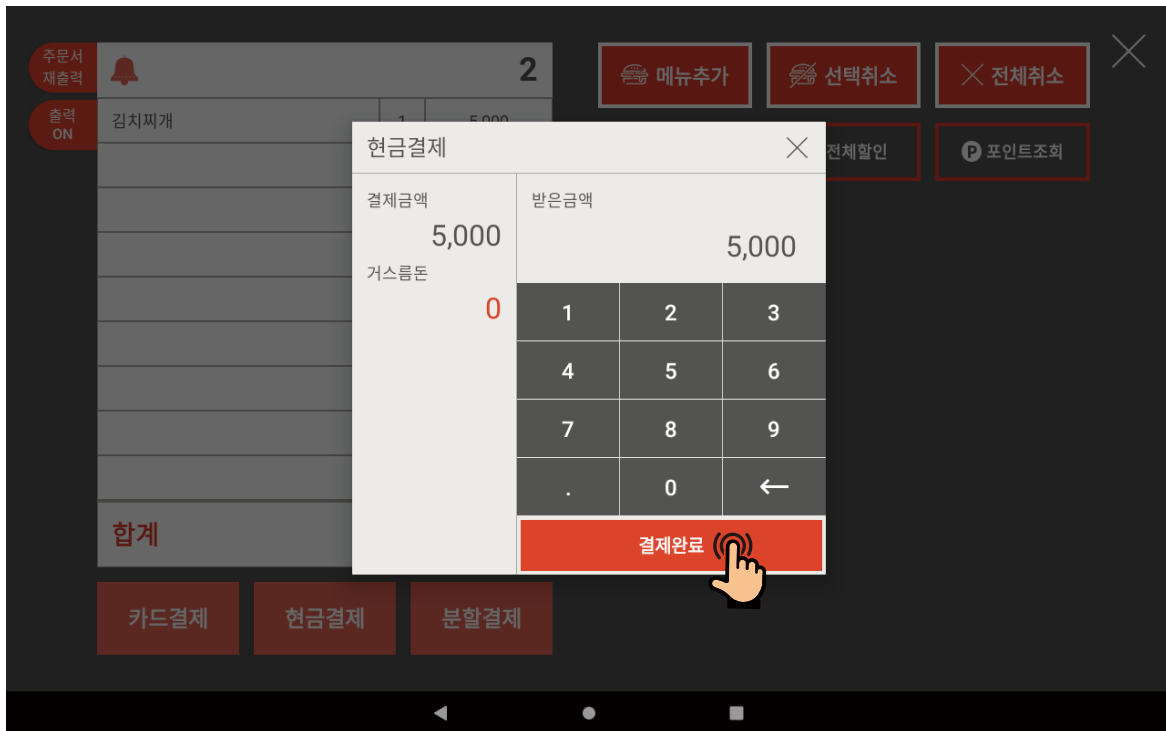 주문서
재출력
2
메뉴추가
선택취소
전체취소
출력
ON
김치찌개
1
5,000
전체할인
P 포인트조회
현금결제
결제금액
5,000
거스름돈
0
받은금액
5,000
1 2 3
4 5 6
7 8 9
. 0 ←
결제완료
합계
카드결제
현금결제
분할결제